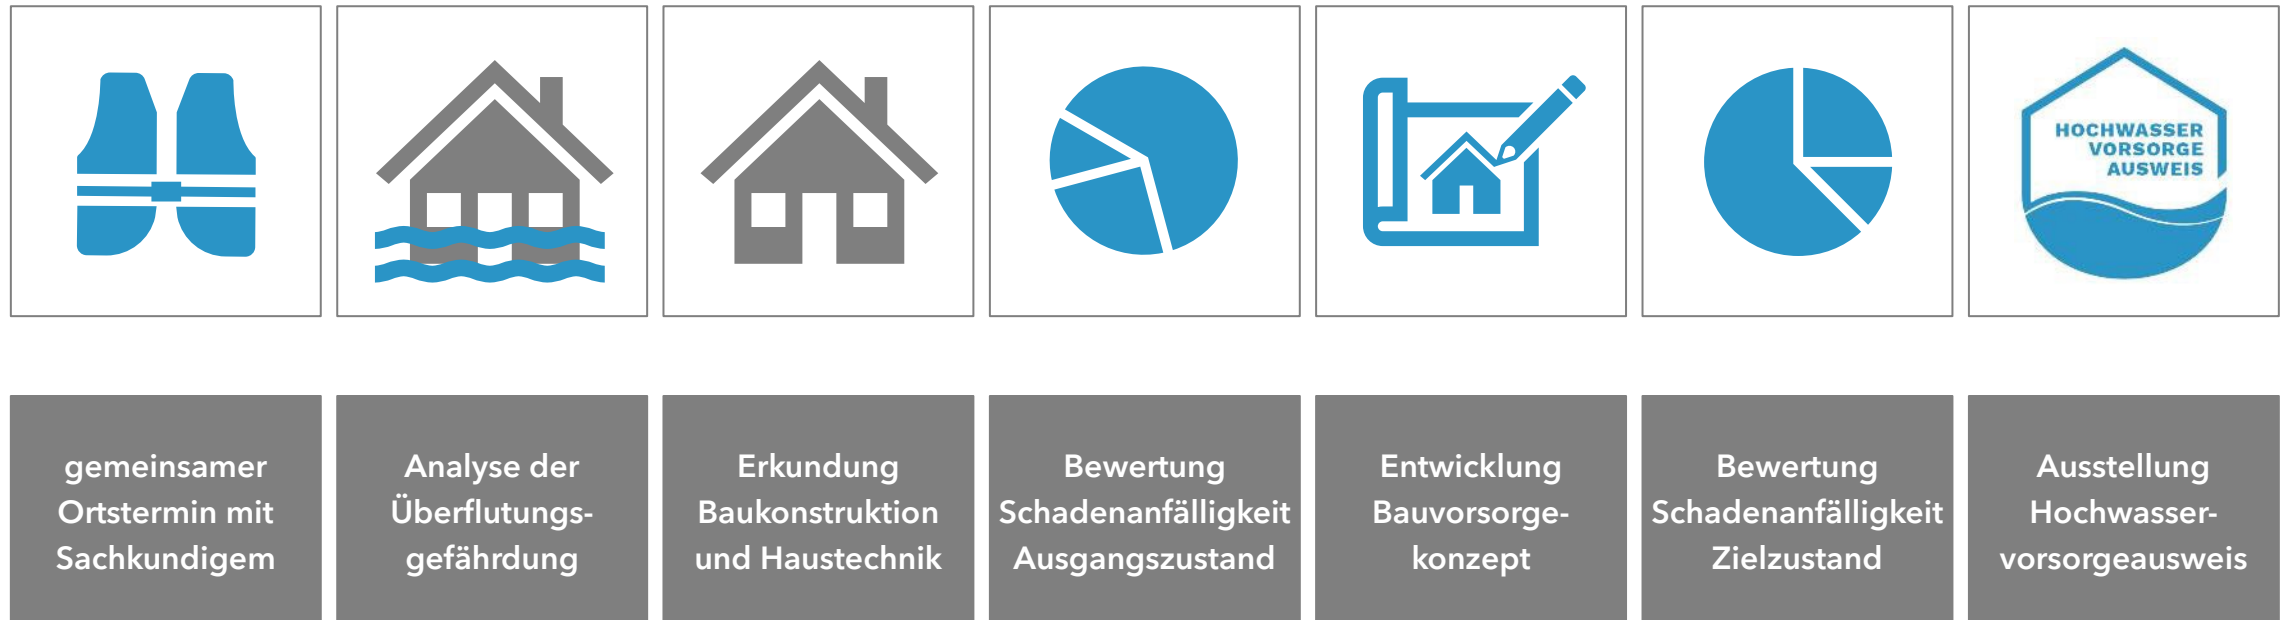 HOCHWASSER
VORSORGE
AUSWEIS
gemeinsamer
Ortstermin mit
Sachkundigem
Analyse der
Überflutungs-
gefährdung
Erkundung
Baukonstruktion
und Haustechnik
Bewertung
Schadenanfälligkeit
Ausgangszustand
Entwicklung
Bauvorsorge-
konzept
Bewertung
Schadenanfälligkeit
Zielzustand
Ausstellung
Hochwasser-
vorsorgeausweis